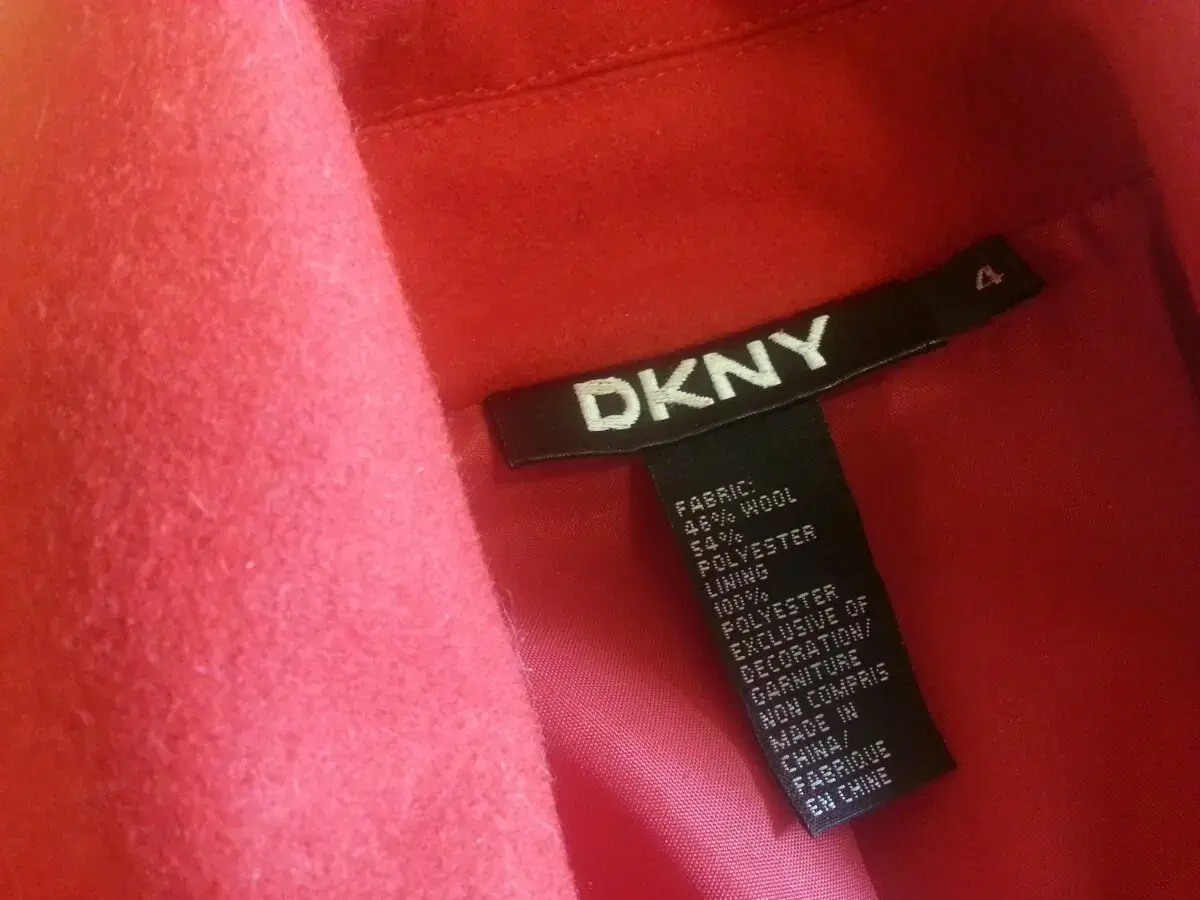 DKNY
4
FABRIC:
46% WOOL
54%
POLYESTER
LINING
100%
POLYESTER
EXCLUSIVE OF
DECORATION/
GARNITURE
NON COMPRIS
MADE IN
CHINA/
FABRIQUE
EN CHINE